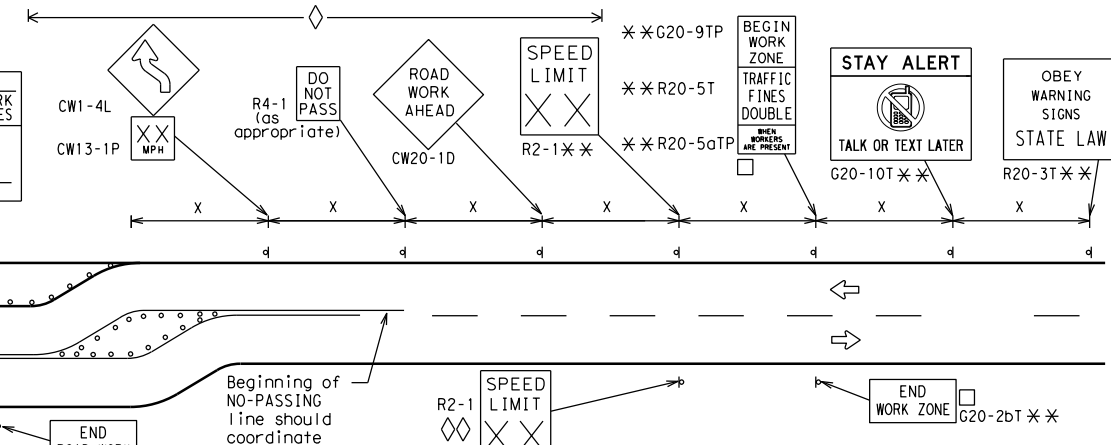 CW1-4L
XX
MPH
CW13-1P
R4-1
(as
appropriate)
DO
NOT
PASS
ROAD
WORK
AHEAD
CW20-1D
SPEED
LIMIT
XX
R2-1**
**G20-9TP
**R20-5T
**R20-5aTP
BEGIN
WORK
ZONE
TRAFFIC
FINES
DOUBLE
WHEN
WORKERS
ARE PRESENT
STAY ALERT
TALK OR TEXT LATER
G20-10T**
OBEY
WARNING
SIGNS
STATE LAW
R20-3T**
X X X X X X X
Beginning of
NO-PASSING
line should
coordinate
R2-1
SPEED
LIMIT
XX
END
WORK ZONE
G20-2bT**
END